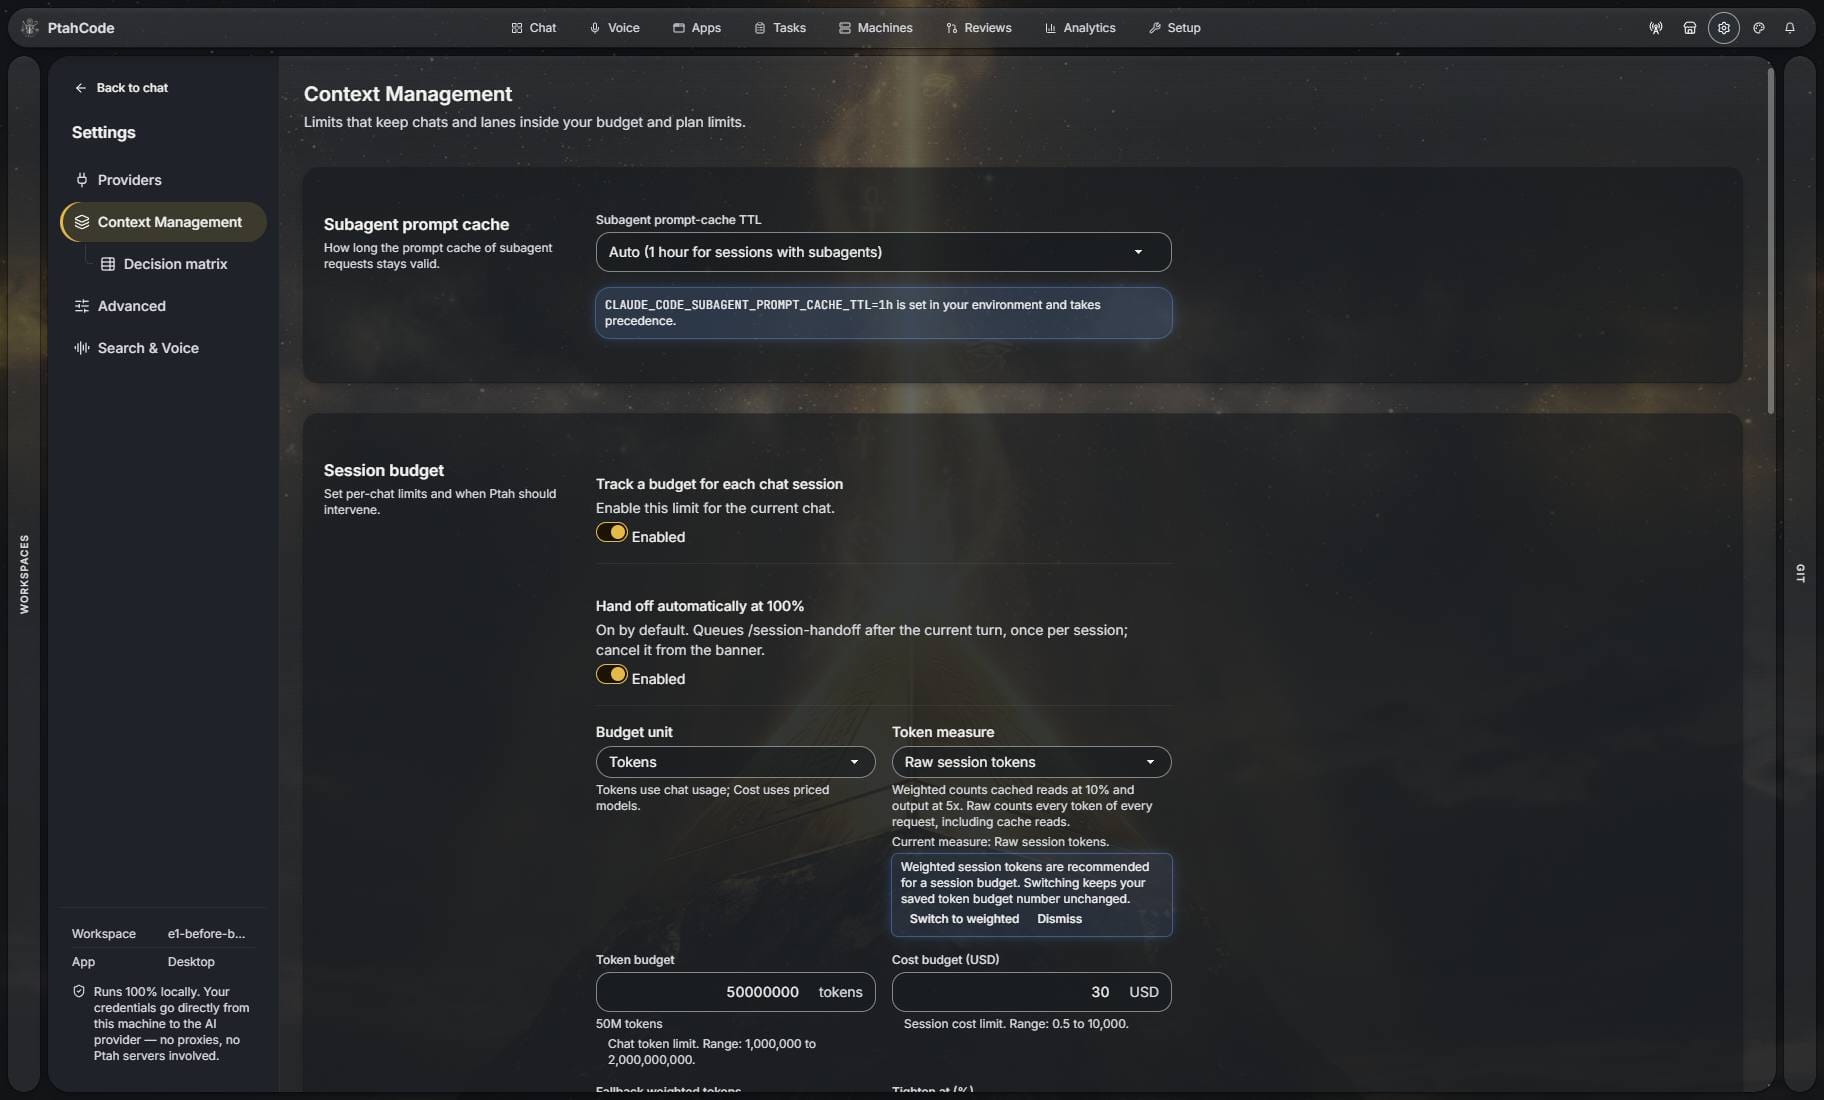 PtahCode
Chat
Voice
Apps
Tasks
Machines
Reviews
Analytics
Setup
WORKSPACES
Back to chat
Settings
Providers
Context Management
Decision matrix
Advanced
Search & Voice
Workspace
e1-before-b...
App
Desktop
Runs 100% locally. Your
credentials go directly from
this machine to the AI
provider — no proxies, no
Ptah servers involved.
Context Management
Limits that keep chats and lanes inside your budget and plan limits.
Subagent prompt cache
How long the prompt cache of subagent
requests stays valid.
Subagent prompt-cache TTL
Auto (1 hour for sessions with subagents)
CLAUDE_CODE_SUBAGENT_PROMPT_CACHE_TTL=1h is set in your environment and takes
precedence.
Session budget
Set per-chat limits and when Ptah should
intervene.
Track a budget for each chat session
Enable this limit for the current chat.
Enabled
Hand off automatically at 100%
On by default. Queues /session-handoff after the current turn, once per session;
cancel it from the banner.
Enabled
Budget unit
Tokens
Tokens use chat usage; Cost uses priced
models.
Token measure
Raw session tokens
Weighted counts cached reads at 10% and
output at 5x. Raw counts every token of every
request, including cache reads.
Current measure: Raw session tokens.
Weighted session tokens are recommended
for a session budget. Switching keeps your
saved token budget number unchanged.
Switch to weighted
Dismiss
Token budget
50000000 tokens
50M tokens
Chat token limit. Range: 1,000,000 to
2,000,000,000.
Cost budget (USD)
30 USD
Session cost limit. Range: 0.5 to 10,000.
Fallback weighted tokens
Tighten at (%)
GIT